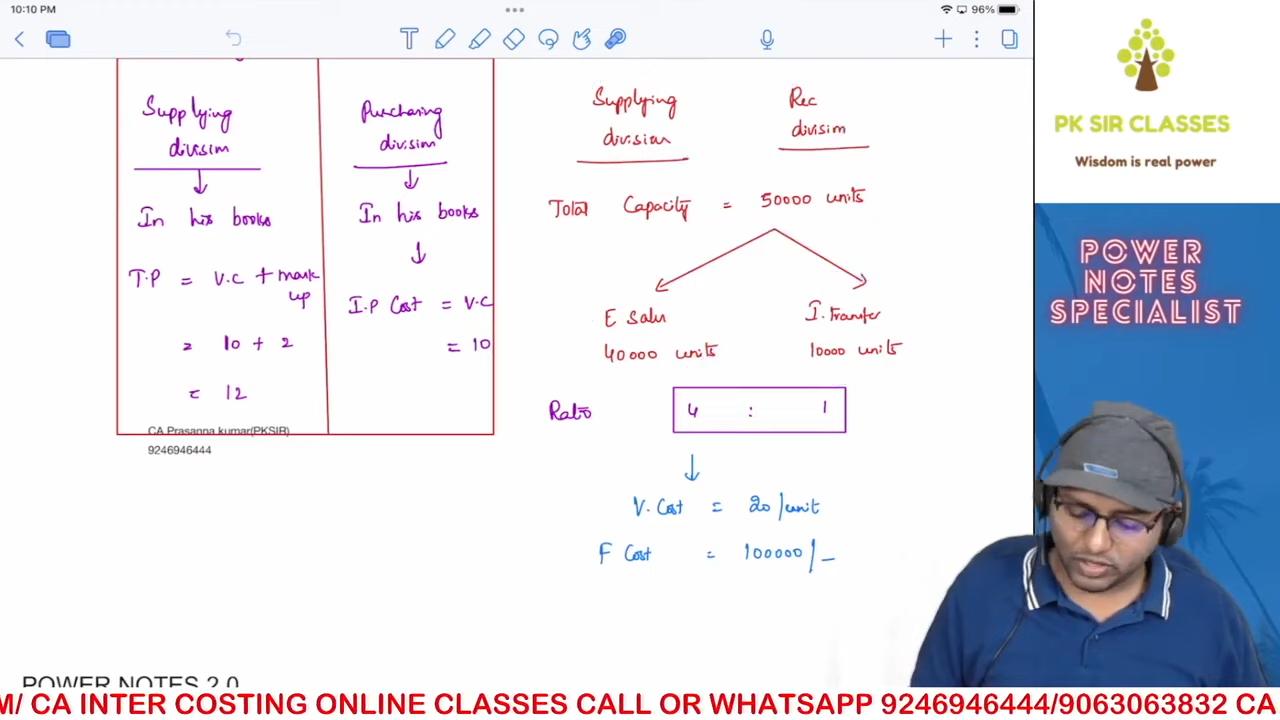 10:10 PM
96%
Supplying
division
In his books
T.P = V.C + mark
up
= 10 + 2
= 12
CA Prasanna kumar(PKSIR)
9246946444
Purchasing
division
In his books
I.P Cost = V.C
= 10
Supplying
division
Rec
division
Total Capacity = 50000 units
E Sales
40000 units
I.transfer
10000 units
Ratio 4 : 1
V. Cost = 20/unit
F Cost = 100000/-
POWER NOTES 2.0
PK SIR CLASSES
Wisdom is real power
POWER
NOTES
SPECIALIST
M/ CA INTER COSTING ONLINE CLASSES CALL OR WHATSAPP 9246946444/9063063832 CA